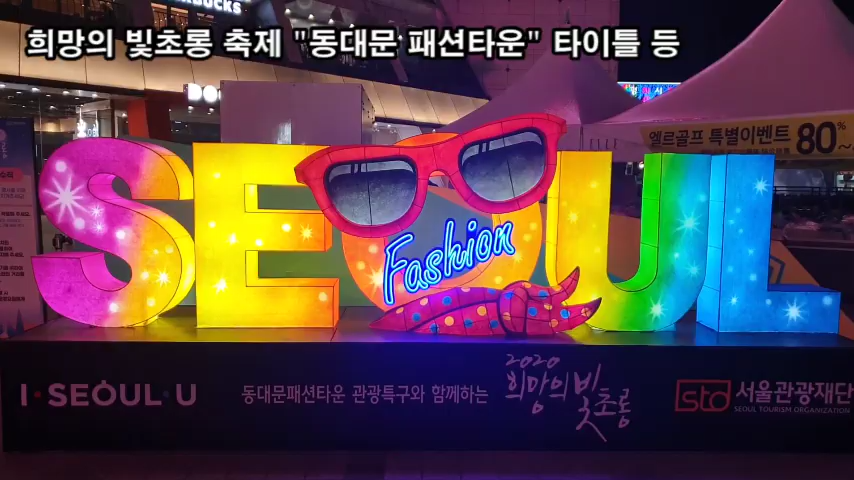 희망의 빛초롱 축제 "동대문 패션타운" 타이틀 등
엘르골프 특별이벤트 80%~
SEOUL
Fashion
I·SEOUL·U
동대문패션타운 관광특구와 함께하는
2020
희망의 빛초롱
sto 서울관광재단
SEOUL TOURISM ORGANIZATION